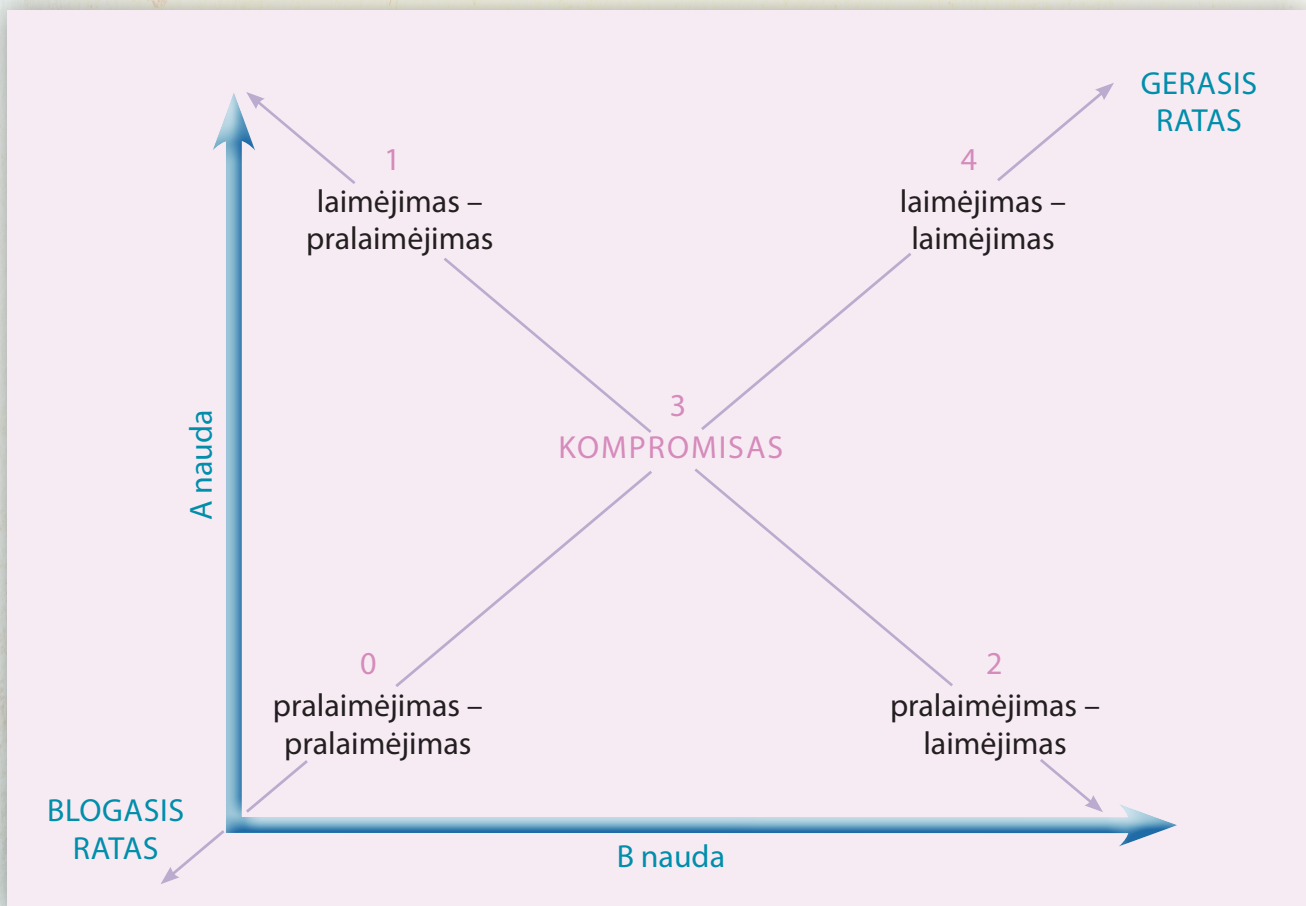 GERASIS
RATAS
1
laimėjimas –
pralaimėjimas
4
laimėjimas –
laimėjimas
3
KOMPROMISAS
A nauda
0
pralaimėjimas –
pralaimėjimas
2
pralaimėjimas –
laimėjimas
BLOGASIS
RATAS
B nauda